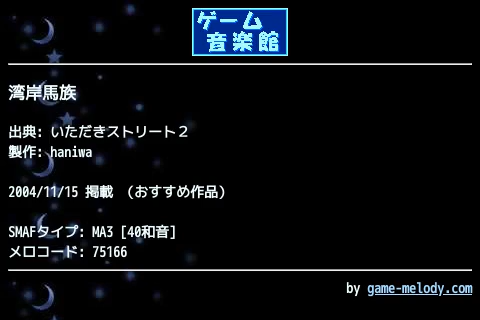 ゲーム
音楽館
湾岸馬族
出典: いただきストリート２
製作: haniwa
2004/11/15 掲載 (おすすめ作品)
SMAFタイプ: MA3 [40和音]
メロコード: 75166
by game-melody.com